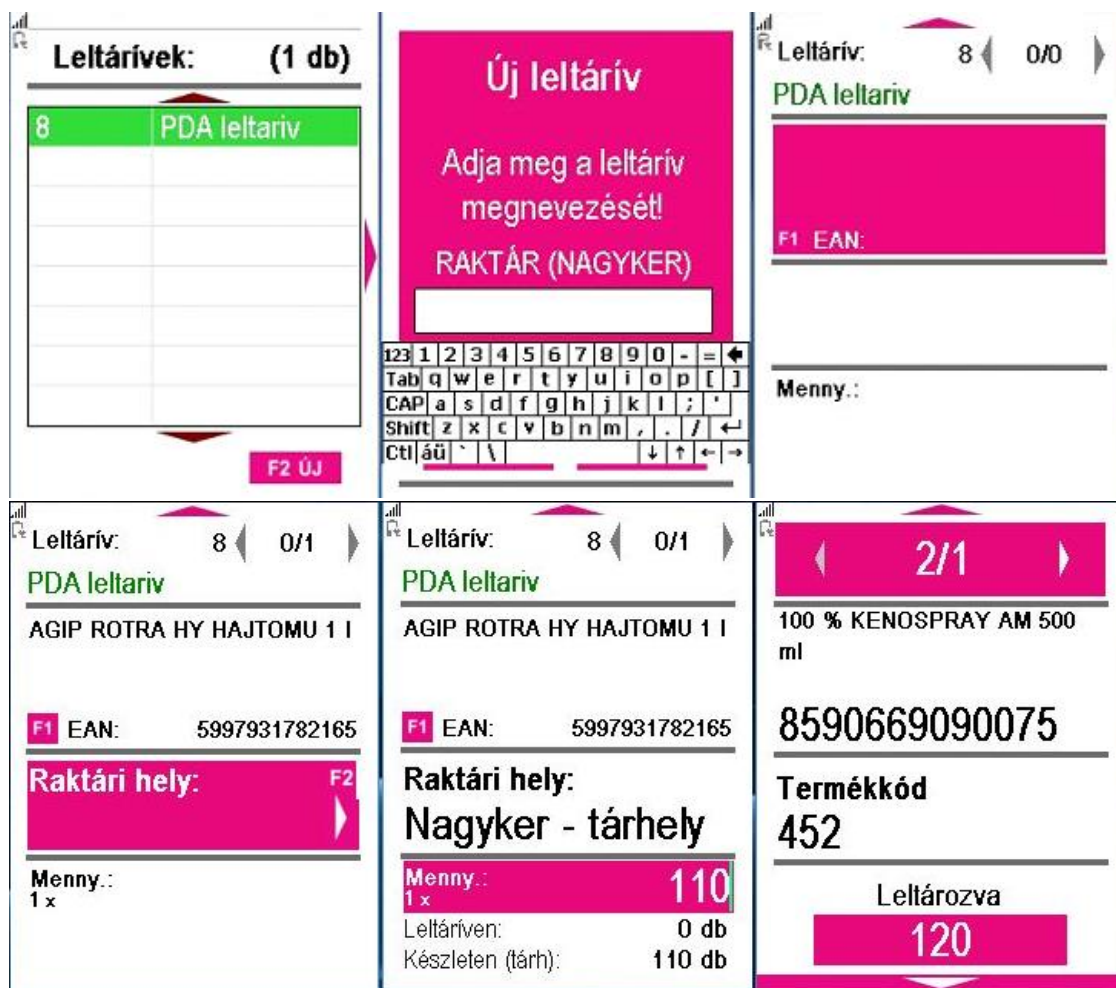 Leltárívek: (1 db)
8 PDA leltariv
F2 ÚJ
Új leltárív
Adja meg a leltárív
megnevezését!
RAKTÁR (NAGYKER)
123 1 2 3 4 5 6 7 8 9 0 - =
Tab q w e r t y u i o p [ ]
CAP a s d f g h j k l ; '
Shift z x c v b n m , . / ↵
Ctl áü ` \ ↓ ↑ ← →
Leltárív: 8 0/0
PDA leltariv
F1 EAN:
Menny.:
Leltárív: 8 0/1
PDA leltariv
AGIP ROTRA HY HAJTOMU 1 l
F1 EAN: 5997931782165
Raktári hely: F2
Menny.:
1 x
Leltárív: 8 0/1
PDA leltariv
AGIP ROTRA HY HAJTOMU 1 l
F1 EAN: 5997931782165
Raktári hely:
Nagyker - tárhely
Menny.: 110
1 x
Leltáríven: 0 db
Készleten (tárh): 110 db
2/1
100 % KENOSPRAY AM 500
ml
8590669090075
Termékkód
452
Leltározva
120